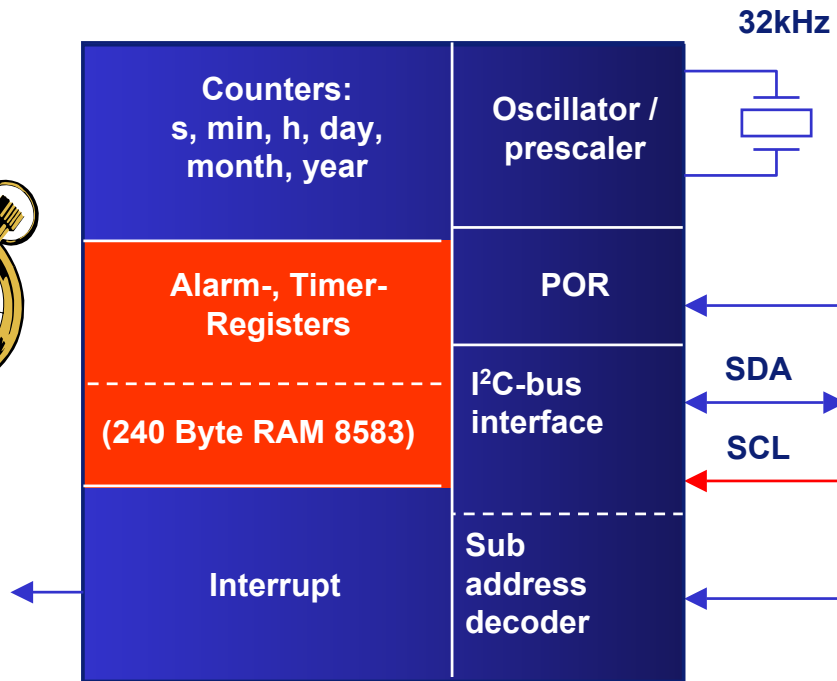 32kHz
Counters:
s, min, h, day,
month, year
Oscillator /
prescaler
Alarm-, Timer-
Registers
POR
(240 Byte RAM 8583)
I²C-bus
interface
SDA
SCL
Interrupt
Sub
address
decoder